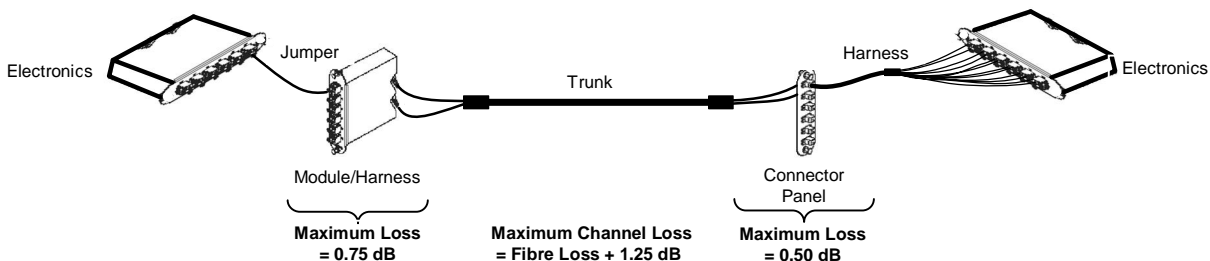 Electronics
Jumper
Trunk
Harness
Electronics
Module/Harness
Connector
Panel
Maximum Loss
= 0.75 dB
Maximum Channel Loss
= Fibre Loss + 1.25 dB
Maximum Loss
= 0.50 dB